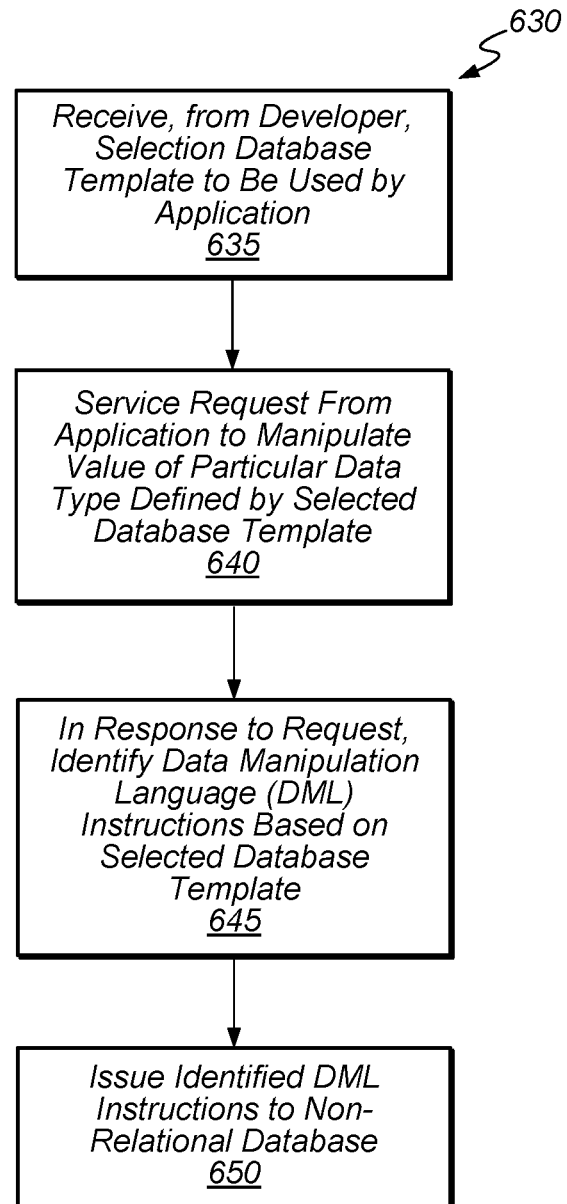 630
Receive, from Developer,
Selection Database
Template to Be Used by
Application
635
Service Request From
Application to Manipulate
Value of Particular Data
Type Defined by Selected
Database Template
640
In Response to Request,
Identify Data Manipulation
Language (DML)
Instructions Based on
Selected Database
Template
645
Issue Identified DML
Instructions to Non-
Relational Database
650